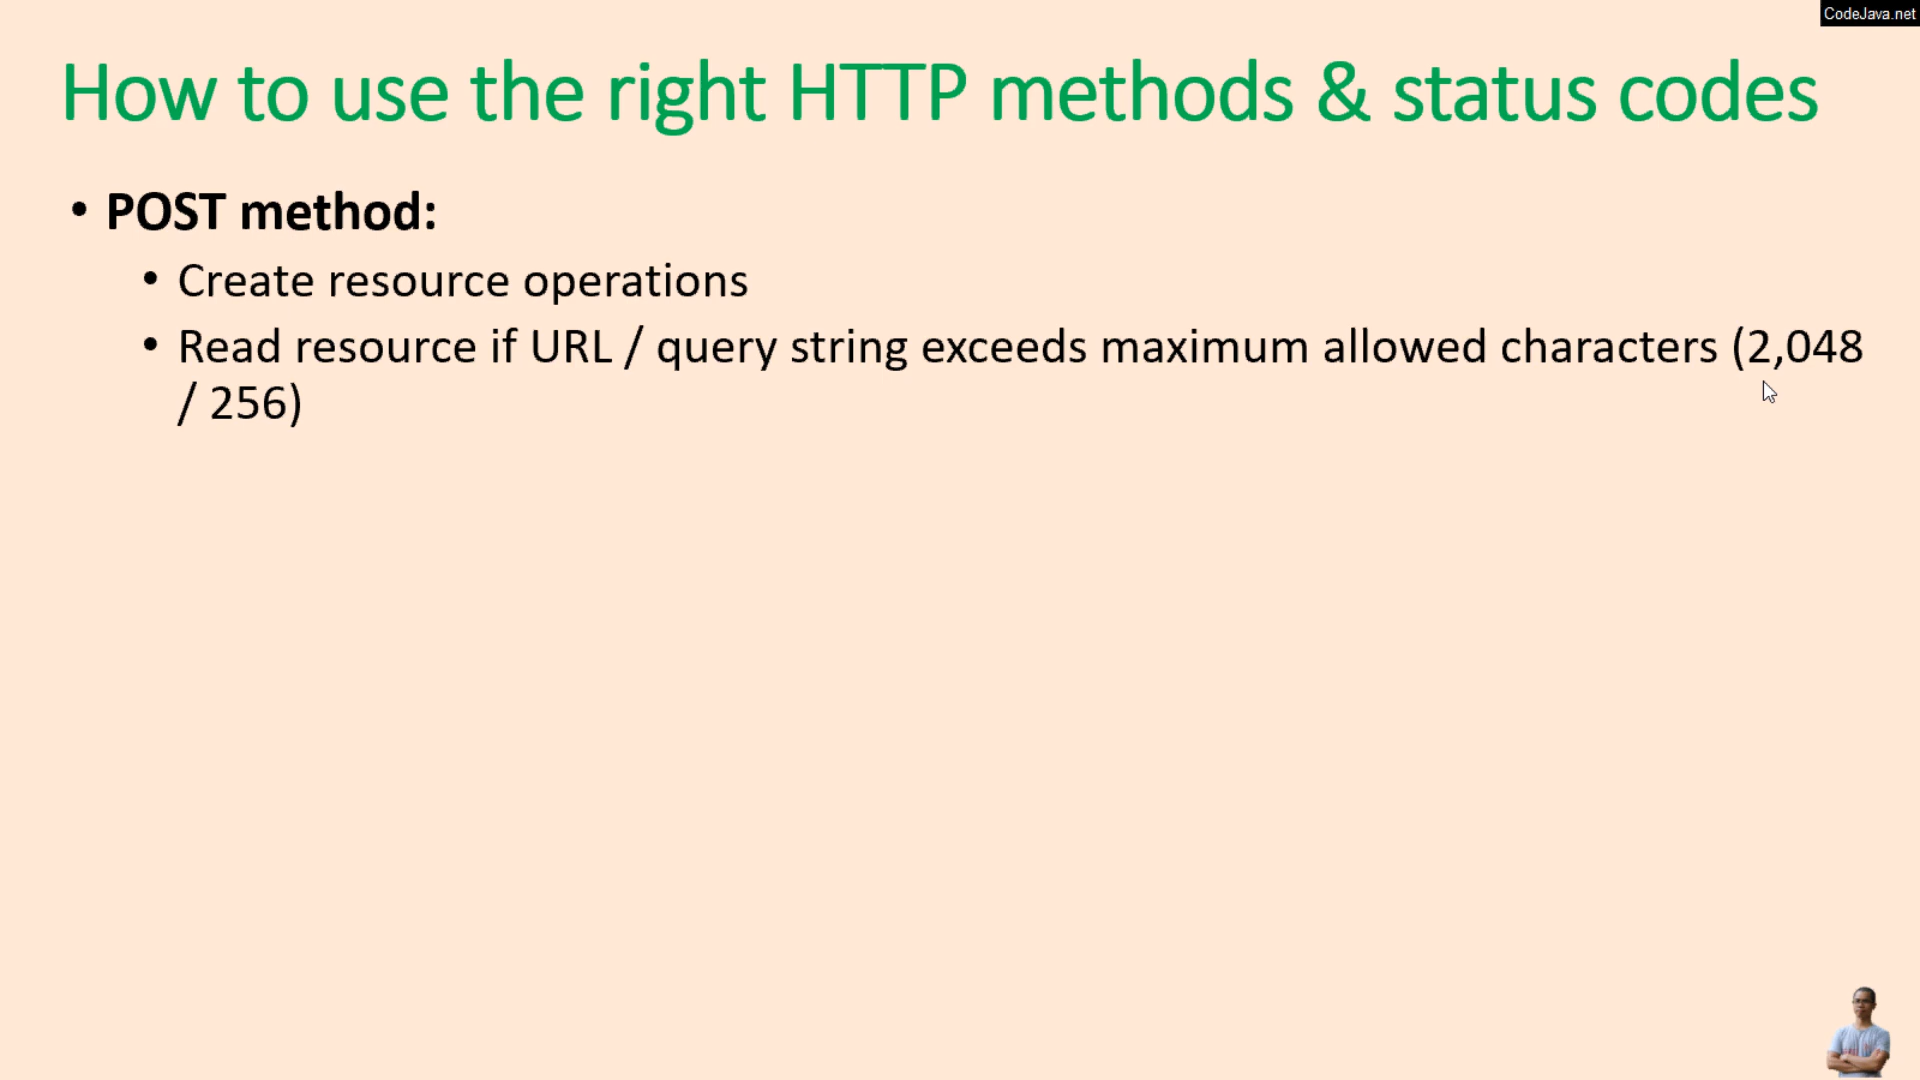 CodeJava.net
How to use the right HTTP methods & status codes
• POST method:
• Create resource operations
• Read resource if URL / query string exceeds maximum allowed characters (2,048
/ 256)